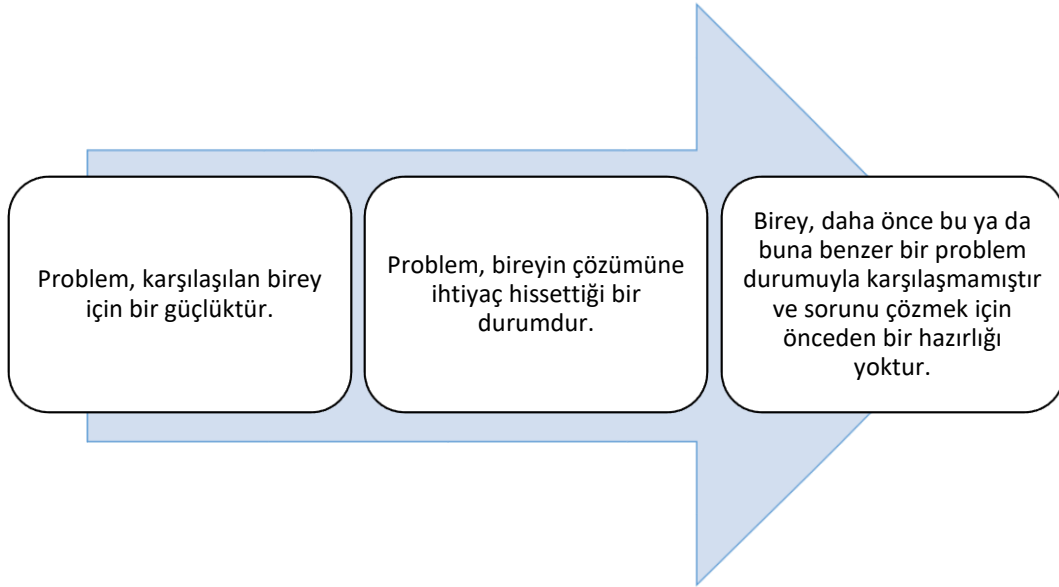 Problem, karşılaşılan birey
için bir güçlüktür.
Problem, bireyin çözümüne
ihtiyaç hissettiği bir
durumdur.
Birey, daha önce bu ya da
buna benzer bir problem
durumuyla karşılaşmamıştır
ve sorunu çözmek için
önceden bir hazırlığı
yoktur.